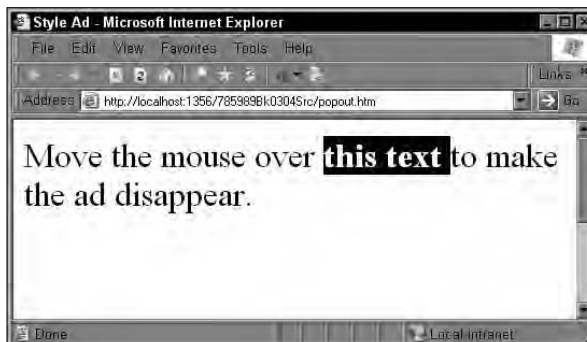 Style Ad - Microsoft Internet Explorer
File Edit View Favorites Tools Help
Links »
Address http://localhost:1356/785989Bk0304Src/popout.htm Go
Move the mouse over this text to make
the ad disappear.
Done Local intranet